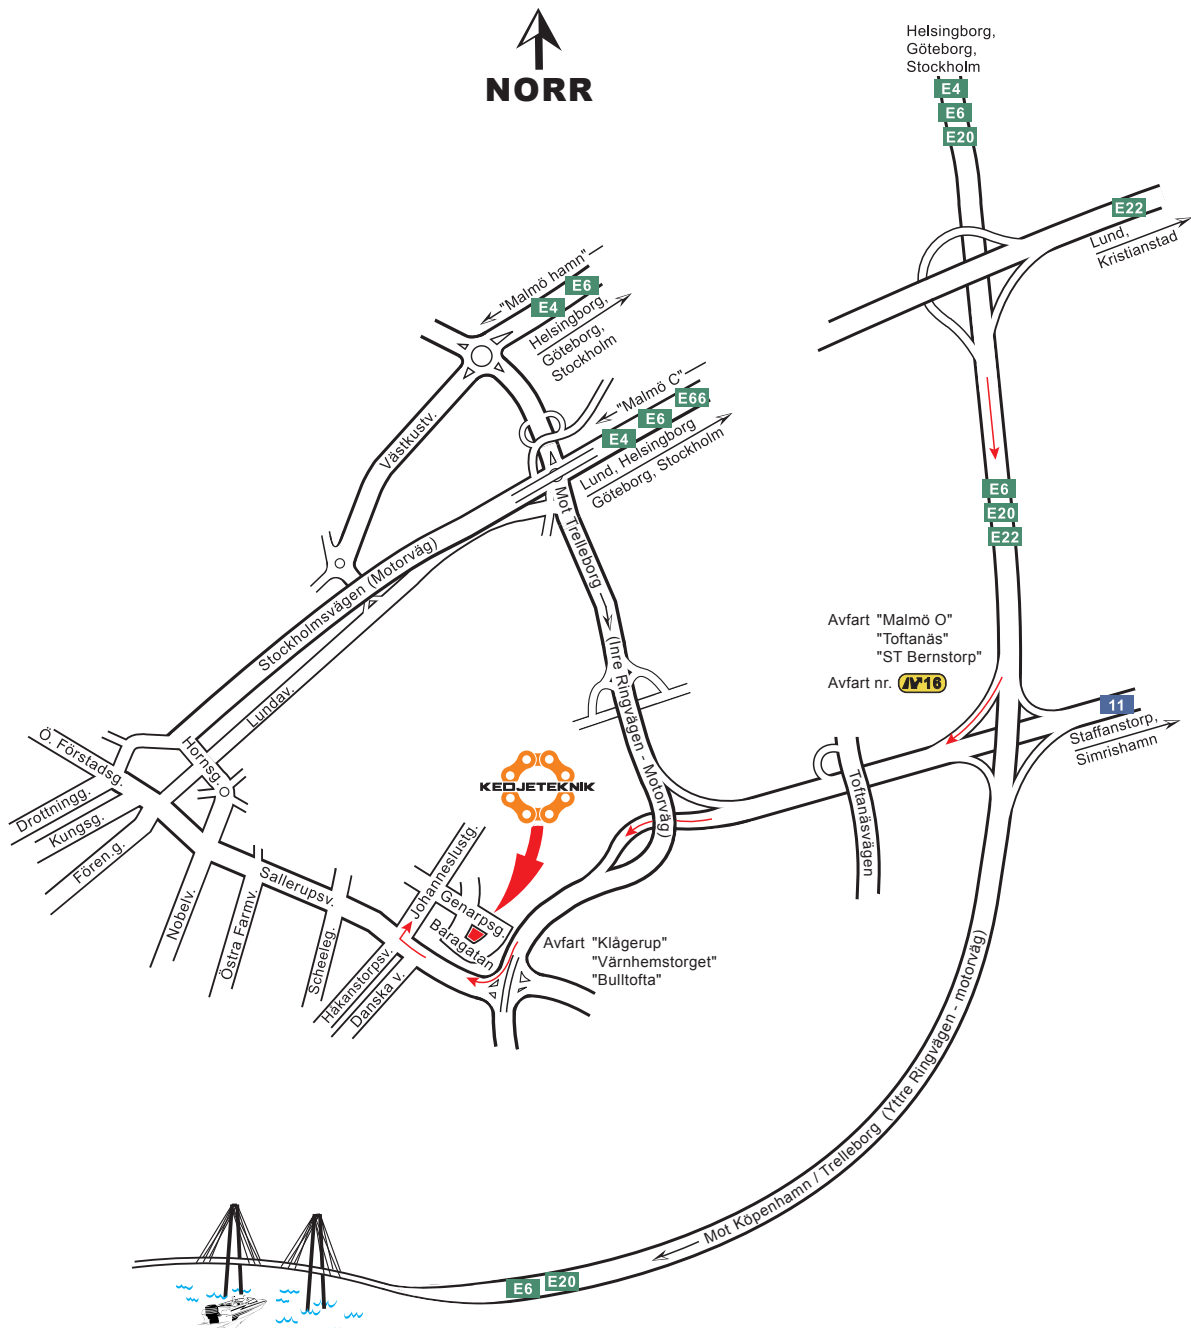 NORR
Helsingborg,
Göteborg,
Stockholm
E4
E6
E20
E22
Lund,
Kristianstad
"Malmö hamn"
E6
E4
Helsingborg,
Göteborg,
Stockholm
"Malmö C"
E66
E6
E4
Lund, Helsingborg
Göteborg, Stockholm
Västkustv.
Mot Trelleborg
(Inre Ringvägen - Motorväg)
Stockholmsvägen (Motorväg)
Lundav.
E6
E20
E22
Avfart "Malmö O"
"Toftanäs"
"ST Bernstorp"
Avfart nr. N°16
11
Staffanstorp,
Simrishamn
Toftanäsvägen
Ö. Förstadsg.
Hornsg.
Drottningg.
Kungsg.
Fören.g.
KEDJETEKNIK
Johanneslustg.
Genarpsg.
Baragatan
Sallerupsv.
Nobelv.
Östra Farmv.
Scheeleg.
Håkanstorpsv.
Danska v.
Avfart "Klågerup"
"Värnhemstorget"
"Bulltofta"
Mot Köpenhamn / Trelleborg (Yttre Ringvägen - motorväg)
E6
E20